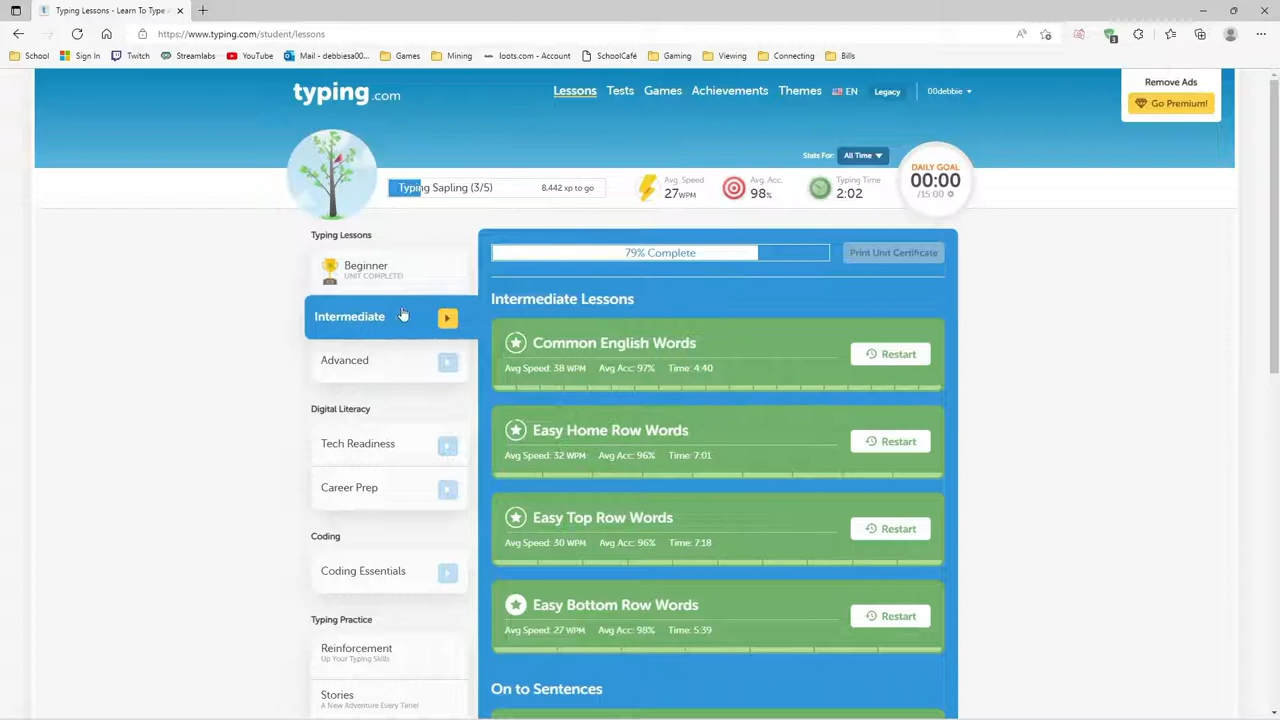 Typing Lessons - Learn To Type
https://www.typing.com/student/lessons
School
Sign In
Twitch
Streamlabs
YouTube
Mail - debbiesa00...
Games
Mining
loots.com - Account
SchoolCafé
Gaming
Viewing
Connecting
Bills
typing.com
Lessons
Tests
Games
Achievements
Themes
EN
Legacy
00debbie
Remove Ads
Go Premium!
Stats For:
All Time
Typing Sapling (3/5)
8,442 xp to go
Avg. Speed
27 WPM
Avg. Acc.
98%
Typing Time
2:02
DAILY GOAL
00:00
/15:00
Typing Lessons
Beginner
UNIT COMPLETE!
Intermediate
Advanced
Digital Literacy
Tech Readiness
Career Prep
Coding
Coding Essentials
Typing Practice
Reinforcement
Up Your Typing Skills
Stories
A New Adventure Every Time!
79% Complete
Print Unit Certificate
Intermediate Lessons
Common English Words
Avg Speed: 38 WPM Avg Acc: 97% Time: 4:40
Restart
Easy Home Row Words
Avg Speed: 32 WPM Avg Acc: 96% Time: 7:01
Restart
Easy Top Row Words
Avg Speed: 30 WPM Avg Acc: 96% Time: 7:18
Restart
Easy Bottom Row Words
Avg Speed: 27 WPM Avg Acc: 98% Time: 5:39
Restart
On to Sentences